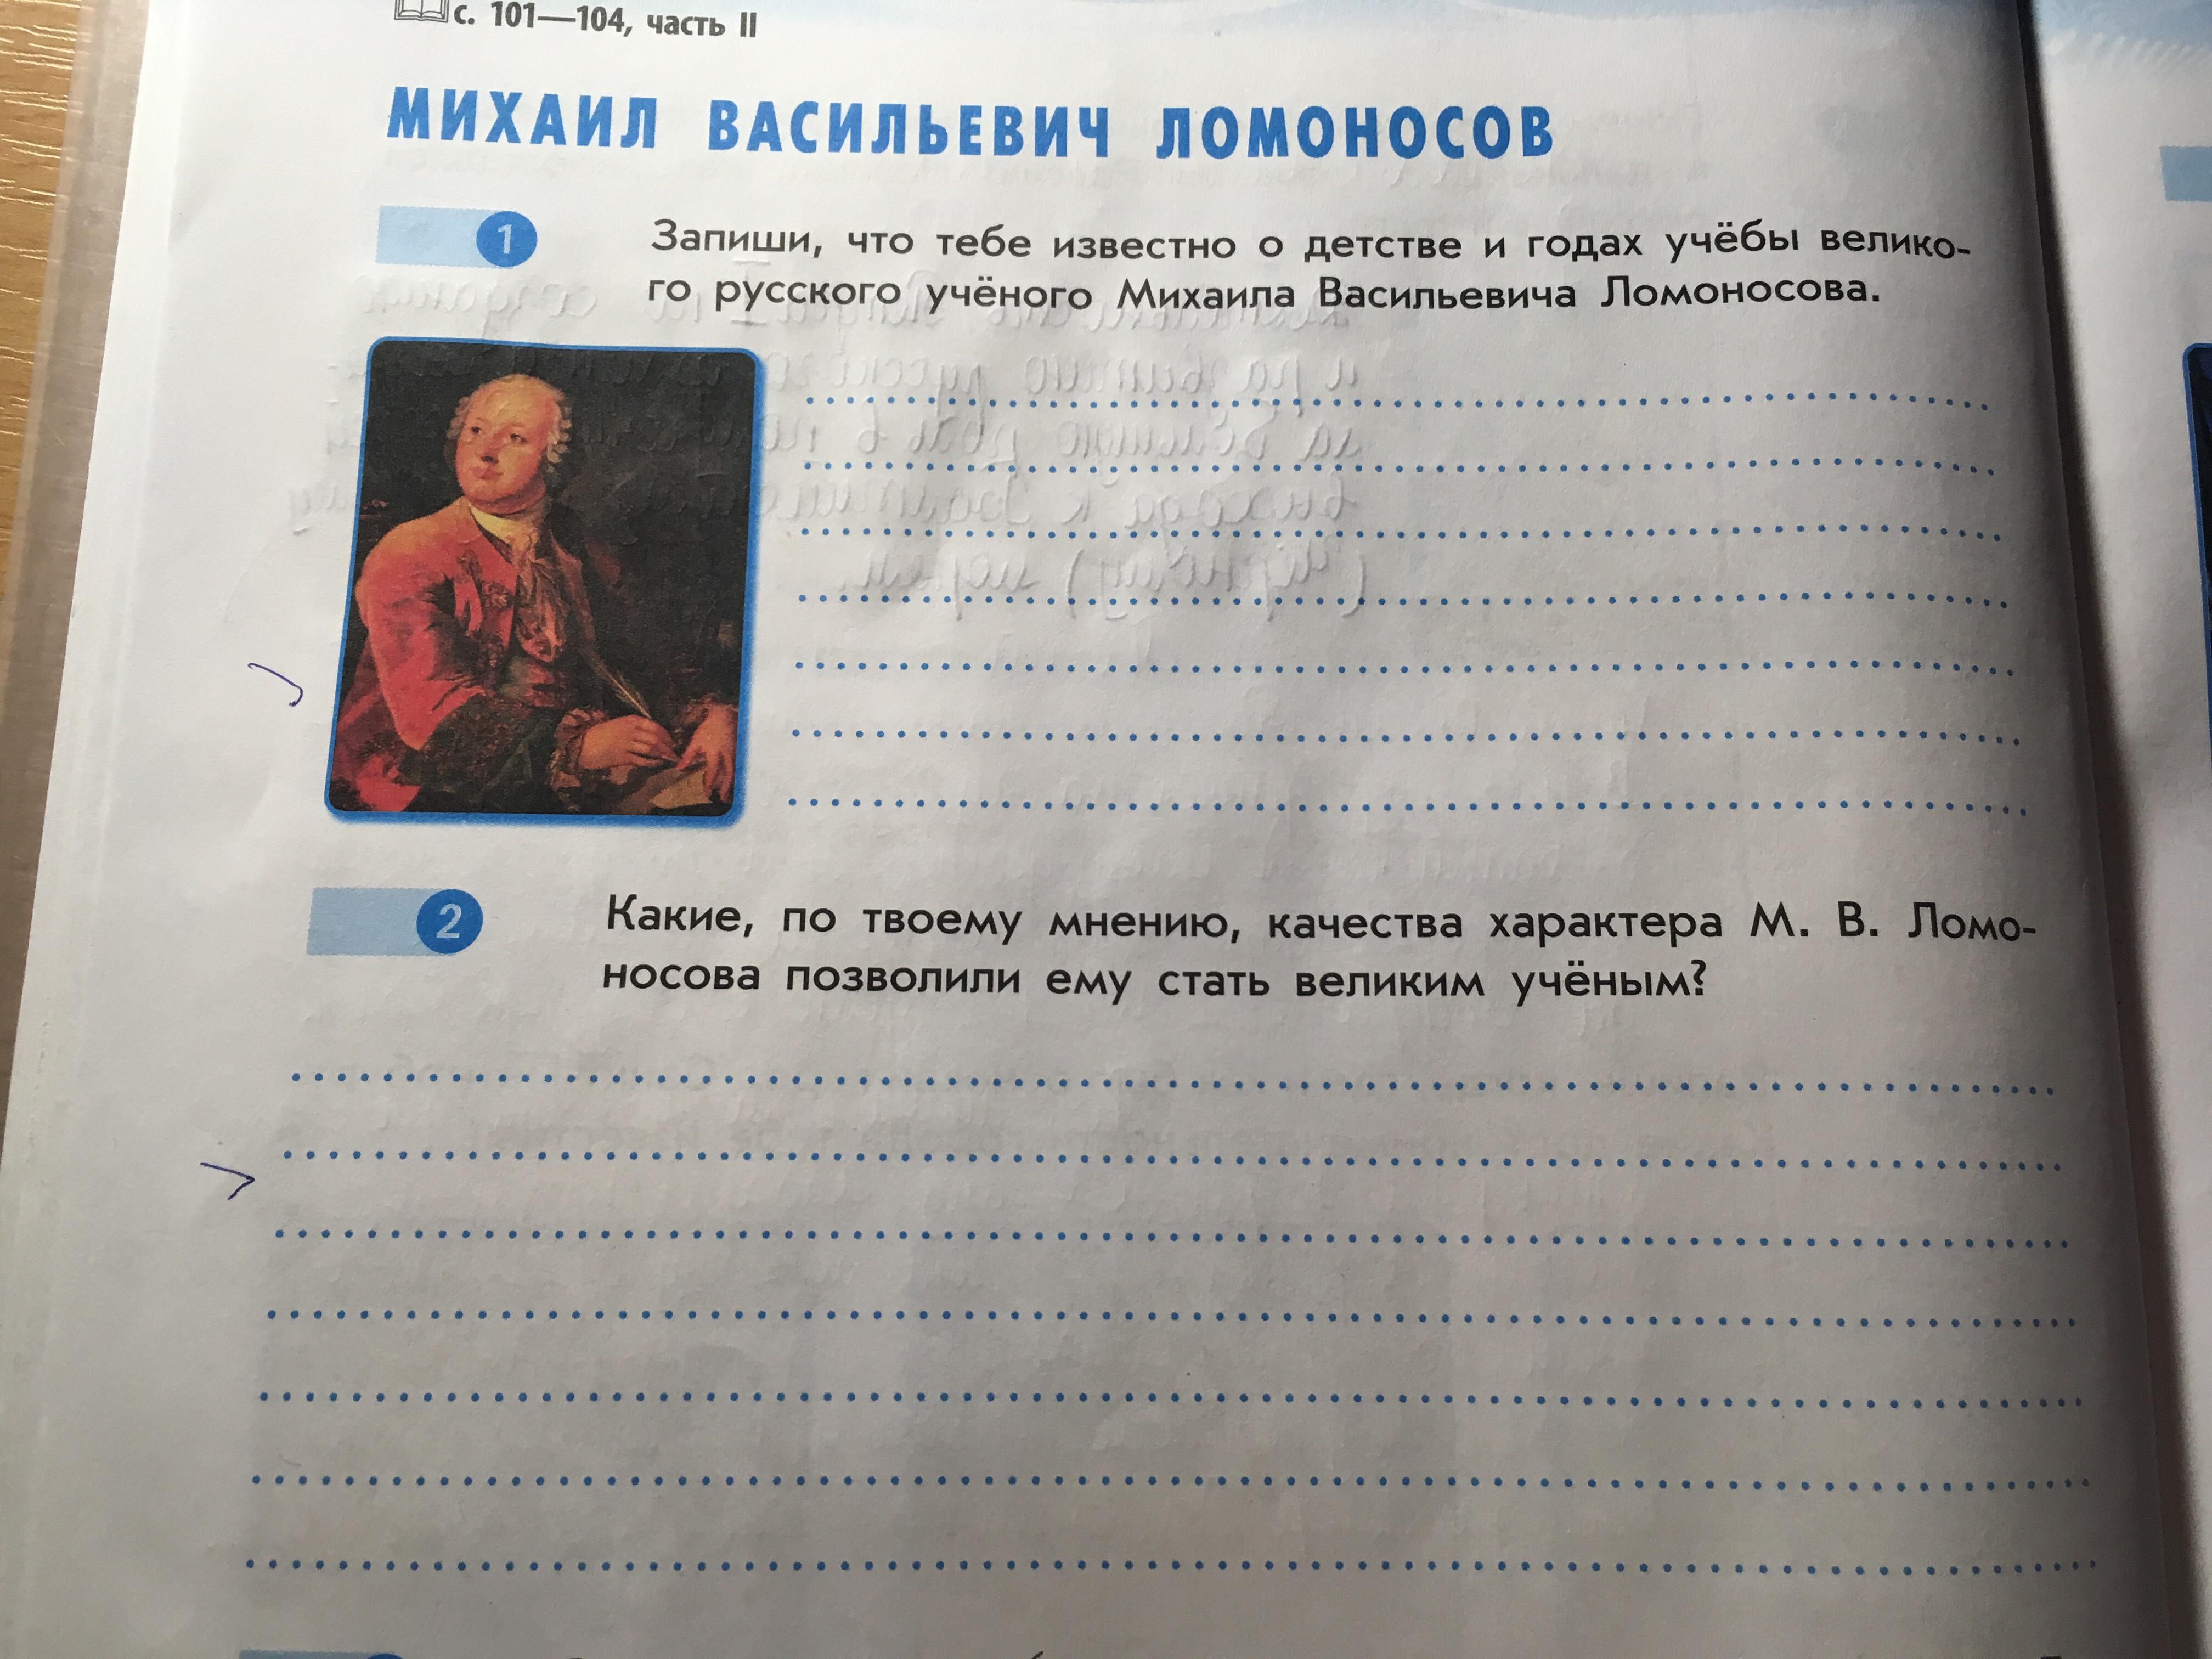 с. 101—104, часть II
МИХАИЛ ВАСИЛЬЕВИЧ ЛОМОНОСОВ
1
Запиши, что тебе известно о детстве и годах учёбы велико-
го русского учёного Михаила Васильевича Ломоносова.
2
Какие, по твоему мнению, качества характера М. В. Ломо-
носова позволили ему стать великим учёным?